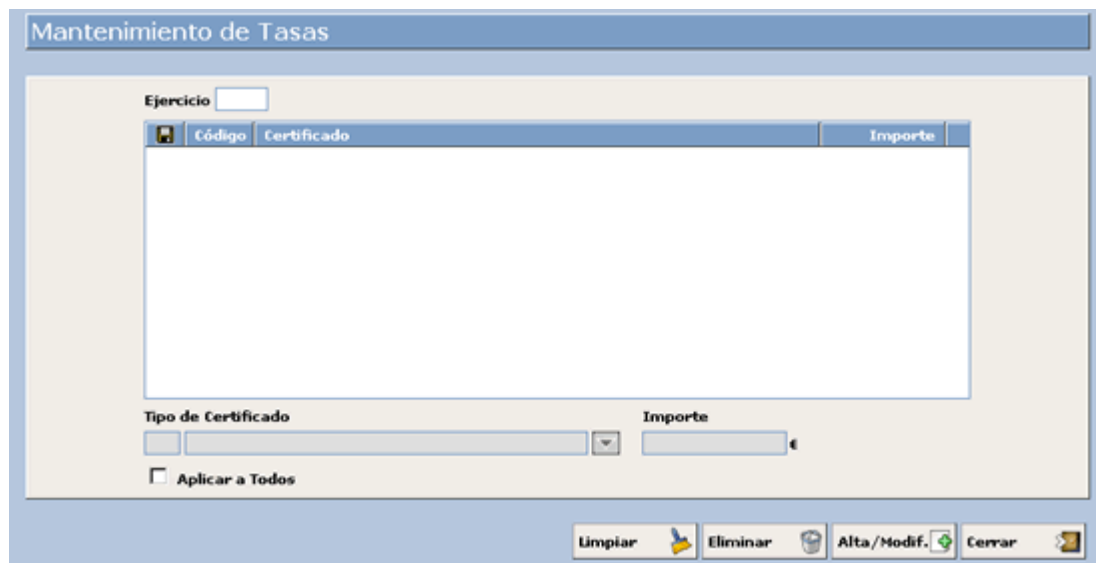 Mantenimiento de Tasas
Ejercicio
Código Certificado Importe
Tipo de Certificado Importe
€
Aplicar a Todos
Limpiar Eliminar Alta/Modif. Cerrar